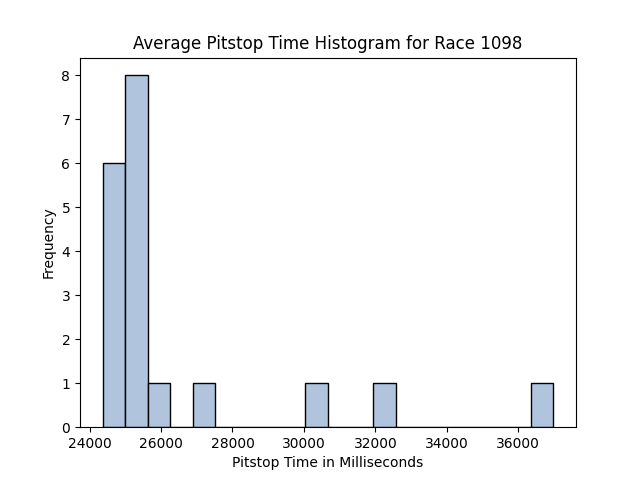 Average Pitstop Time Histogram for Race 1098
8
7
6
5
4
3
2
1
0
Frequency
24000 26000 28000 30000 32000 34000 36000
Pitstop Time in Milliseconds